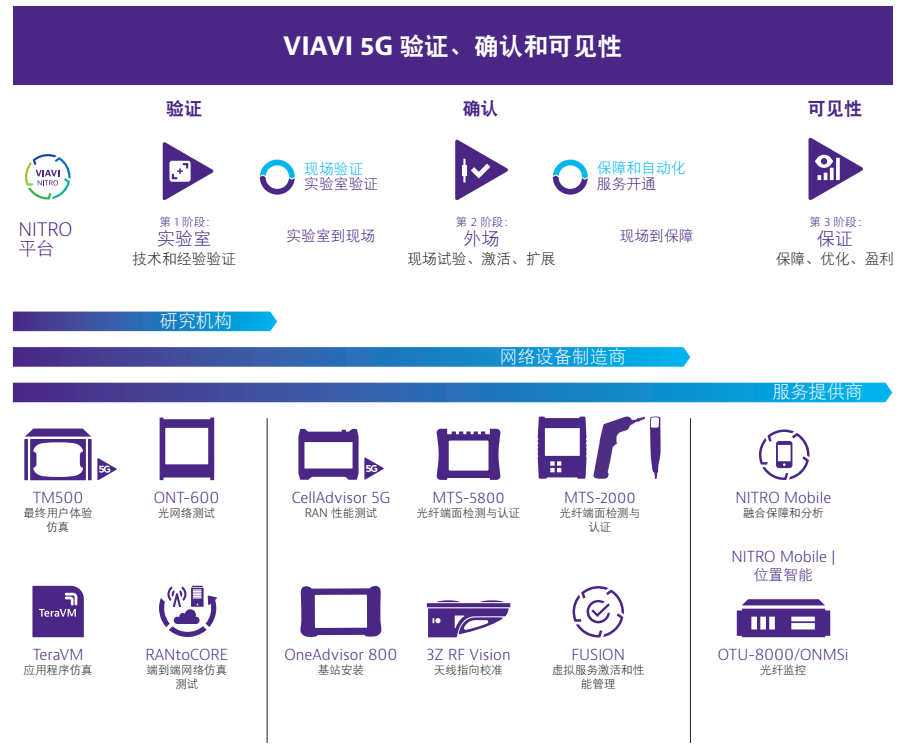 VIAVI 5G 验证、确认和可见性
验证
确认
可见性
VIAVI
NITRO
NITRO
平台
第 1 阶段:
实验室
技术和经验验证
现场验证
实验室验证
实验室到现场
第 2 阶段:
外场
现场试验、激活、扩展
保障和自动化
服务开通
现场到保障
第 3 阶段:
保证
保障、优化、盈利
研究机构
网络设备制造商
服务提供商
5G
TM500
最终用户体验
仿真
ONT-600
光网络测试
5G
CellAdvisor 5G
RAN 性能测试
MTS-5800
光纤端面检测与认证
MTS-2000
光纤端面检测与
认证
NITRO Mobile
融合保障和分析
NITRO Mobile |
位置智能
TeraVM
TeraVM
应用程序仿真
RANtoCORE
端到端网络仿真
测试
OneAdvisor 800
基站安装
3Z RF Vision
天线指向校准
FUSION
虚拟服务激活和性
能管理
OTU-8000/ONMSi
光纤监控